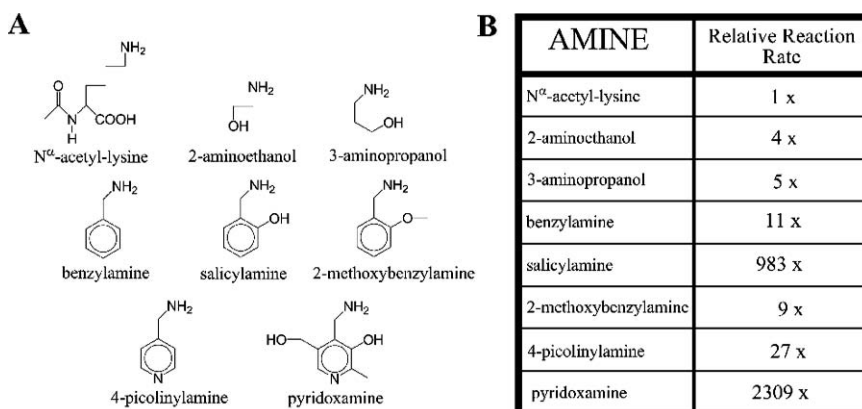 A
NH₂
O
N
H
COOH
Nᵅ-acetyl-lysine
NH₂
OH
2-aminoethanol
NH₂
OH
3-aminopropanol
NH₂
benzylamine
NH₂
OH
salicylamine
NH₂
O
2-methoxybenzylamine
NH₂
N
4-picolinylamine
NH₂
HO
OH
N
pyridoxamine
B
AMINE Relative Reaction
Rate
Nᵅ-acetyl-lysine 1 x
2-aminoethanol 4 x
3-aminopropanol 5 x
benzylamine 11 x
salicylamine 983 x
2-methoxybenzylamine 9 x
4-picolinylamine 27 x
pyridoxamine 2309 x